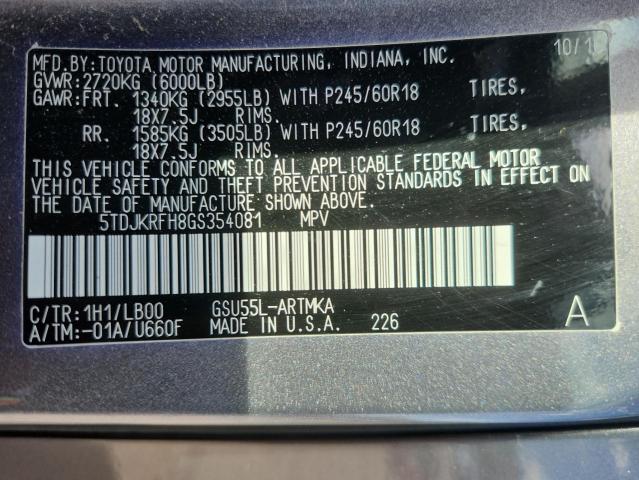 MFD.BY:TOYOTA MOTOR MANUFACTURING, INDIANA, INC. 10/1
GVWR:2720KG (6000LB)
GAWR:FRT. 1340KG (2955LB) WITH P245/60R18 TIRES,
18X7.5J RIMS.
RR. 1585KG (3505LB) WITH P245/60R18 TIRES,
18X7.5J RIMS.
THIS VEHICLE CONFORMS TO ALL APPLICABLE FEDERAL MOTOR
VEHICLE SAFETY AND THEFT PREVENTION STANDARDS IN EFFECT ON
THE DATE OF MANUFACTURE SHOWN ABOVE.
5TDJKRFH8GS354081 MPV
C/TR:1H1/LB00 GSU55L-ARTMKA
A/TM:-01A/U660F MADE IN U.S.A. 226 A